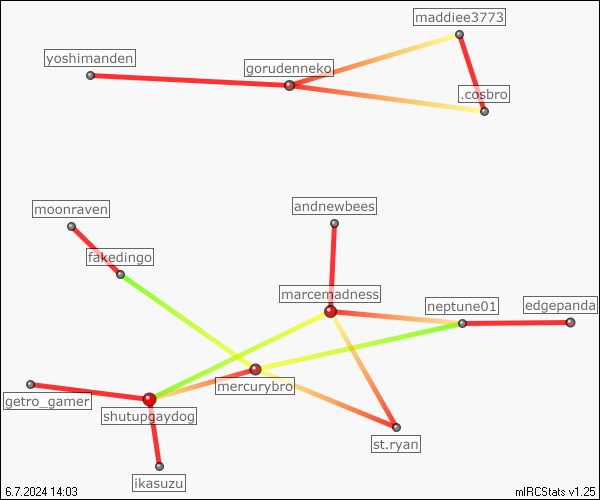 maddiee3773
yoshimanden
gorudenneko
.cosbro
moonraven
andnewbees
fakedingo
marcemadness
neptune01
edgepanda
mercurybro
getro_gamer
shutupgaydog
st.ryan
ikasuzu
6.7.2024 14:03
mIRCStats v1.25